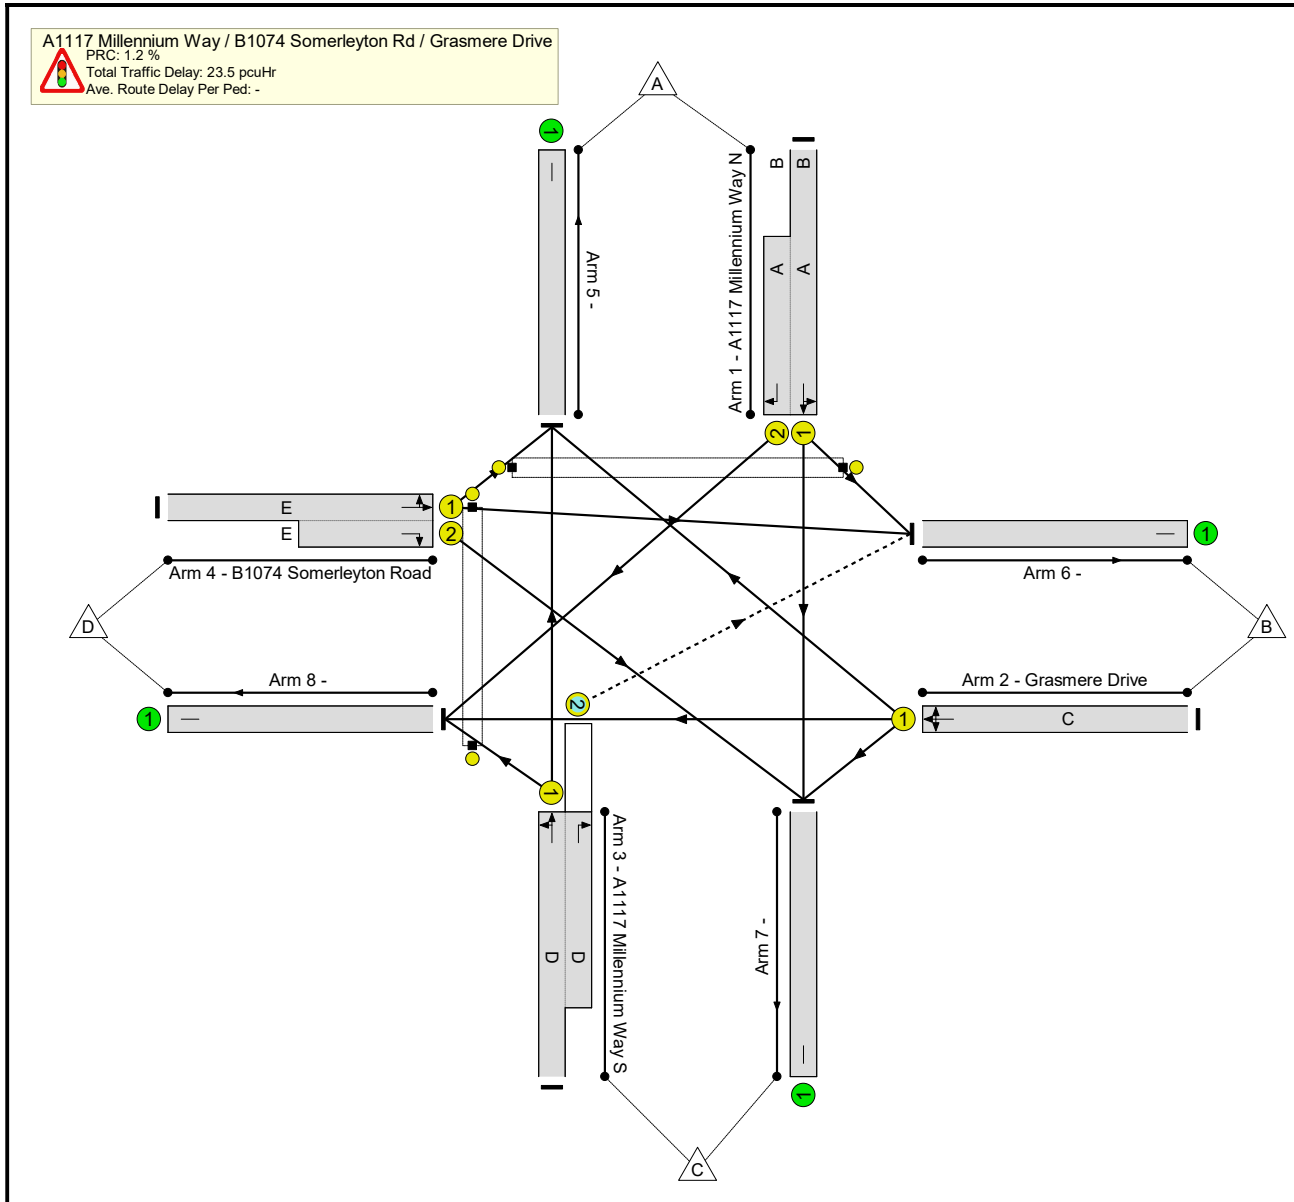 A1117 Millennium Way / B1074 Somerleyton Rd / Grasmere Drive
PRC: 1.2 %
Total Traffic Delay: 23.5 pcuHr
Ave. Route Delay Per Ped: -
A
1
Arm 5 -
Arm 1 - A1117 Millennium Way N
B
B
A
A
2
1
E
E
1
2
Arm 4 - B1074 Somerleyton Road
1
Arm 6 -
D
B
Arm 8 -
1
Arm 2 - Grasmere Drive
C
1
2
1
D
D
Arm 3 - A1117 Millennium Way S
Arm 7 -
1
C